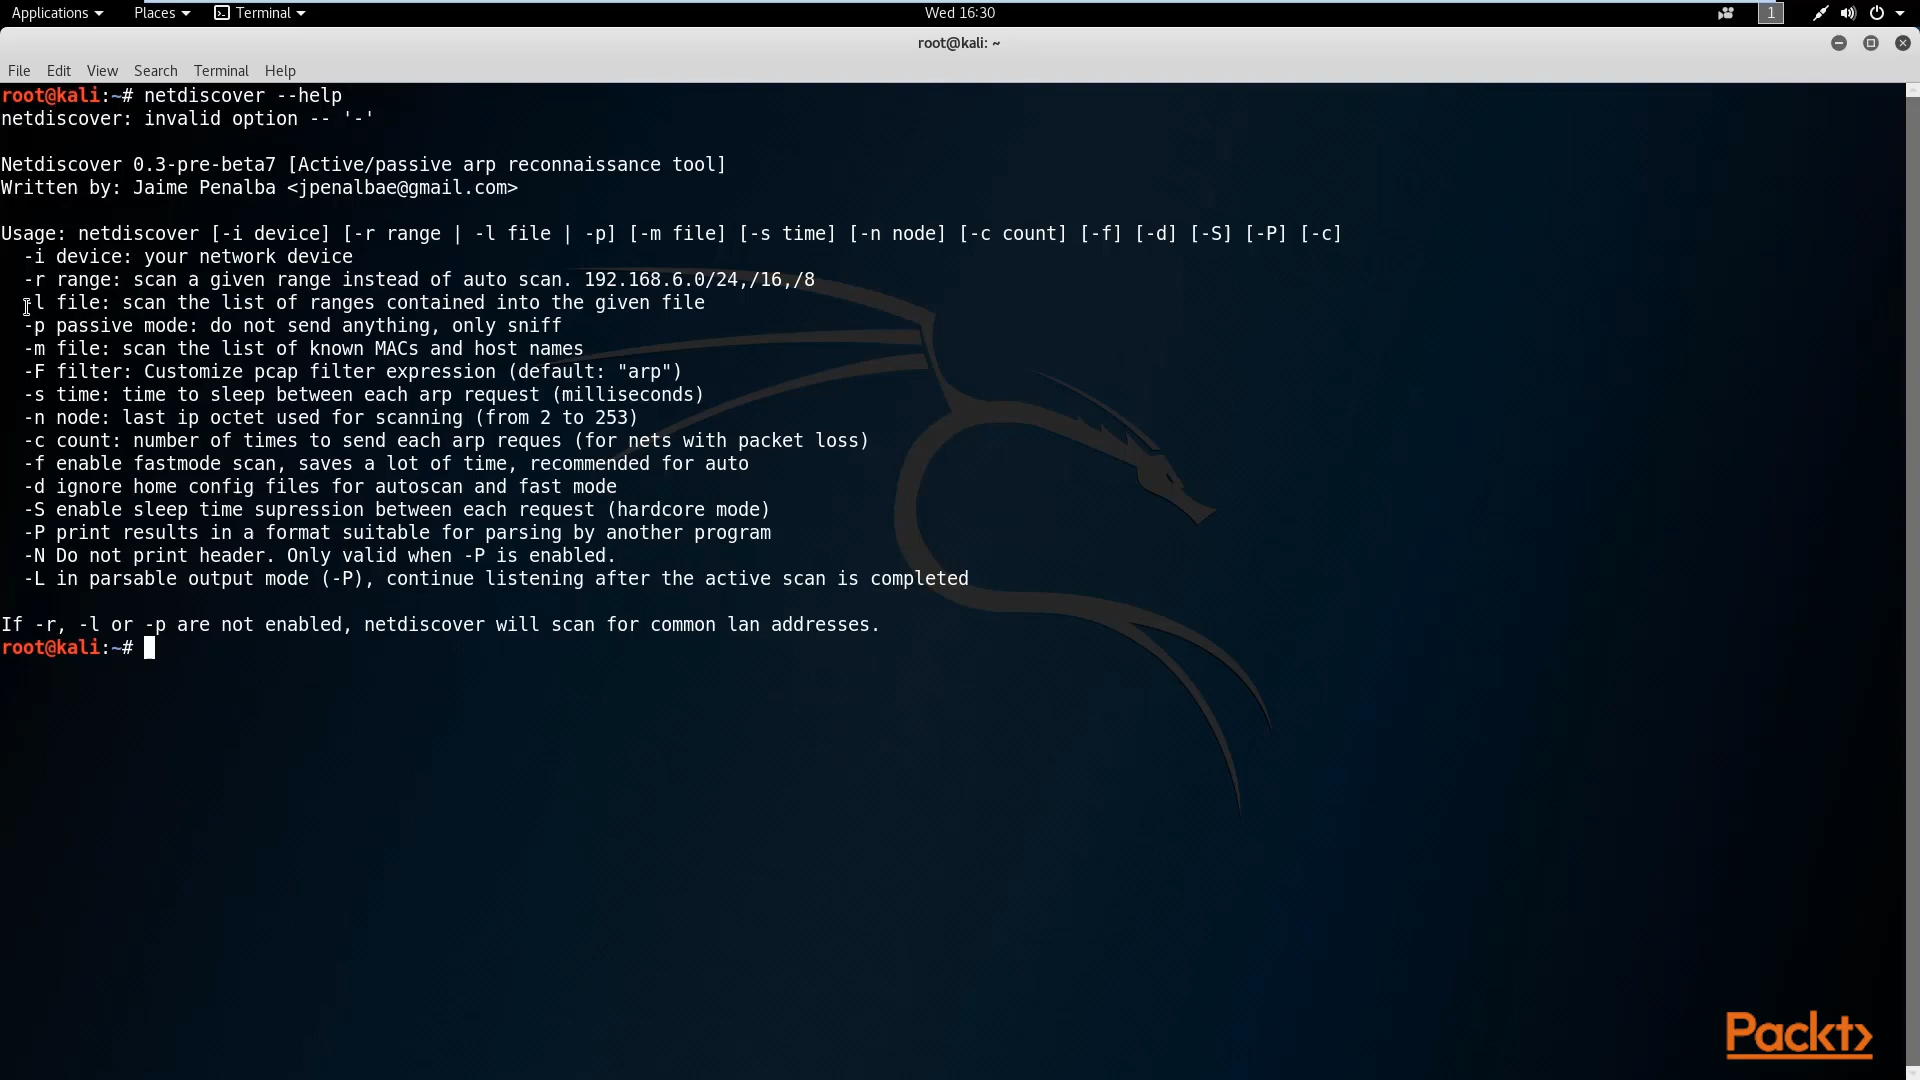 Applications Places Terminal Wed 16:30 1
root@kali: ~
File Edit View Search Terminal Help
root@kali:~# netdiscover --help
netdiscover: invalid option -- '-'
Netdiscover 0.3-pre-beta7 [Active/passive arp reconnaissance tool]
Written by: Jaime Penalba <jpenalbae@gmail.com>
Usage: netdiscover [-i device] [-r range | -l file | -p] [-m file] [-s time] [-n node] [-c count] [-f] [-d] [-S] [-P] [-c]
-i device: your network device
-r range: scan a given range instead of auto scan. 192.168.6.0/24,/16,/8
-l file: scan the list of ranges contained into the given file
-p passive mode: do not send anything, only sniff
-m file: scan the list of known MACs and host names
-F filter: Customize pcap filter expression (default: "arp")
-s time: time to sleep between each arp request (milliseconds)
-n node: last ip octet used for scanning (from 2 to 253)
-c count: number of times to send each arp reques (for nets with packet loss)
-f enable fastmode scan, saves a lot of time, recommended for auto
-d ignore home config files for autoscan and fast mode
-S enable sleep time supression between each request (hardcore mode)
-P print results in a format suitable for parsing by another program
-N Do not print header. Only valid when -P is enabled.
-L in parsable output mode (-P), continue listening after the active scan is completed
If -r, -l or -p are not enabled, netdiscover will scan for common lan addresses.
root@kali:~#
Packt>